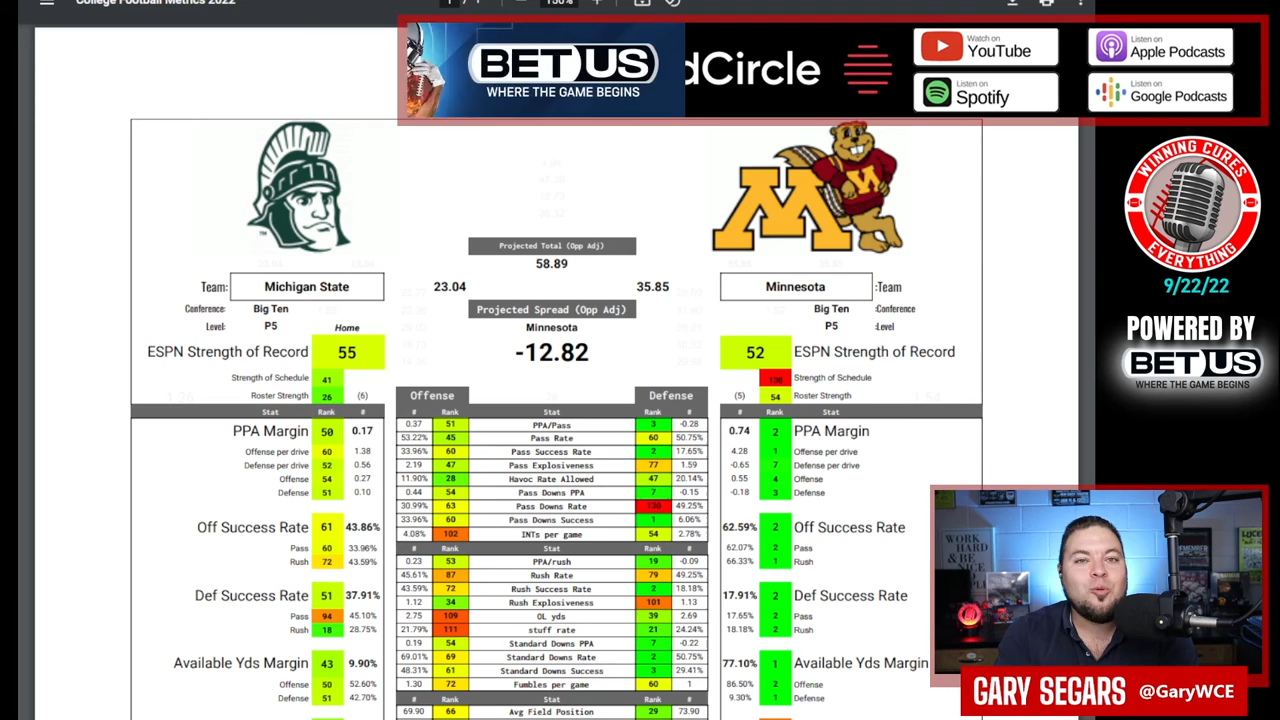 College Football Metrics 2022
1 / 1
150%
BETUS
WHERE THE GAME BEGINS
dCircle
Watch on
YouTube
Listen on
Apple Podcasts
Listen on
Spotify
Listen on
Google Podcasts
WINNING CURES
EVERYTHING
9/22/22
POWERED BY
BETUS
WHERE THE GAME BEGINS
Projected Total (Opp Adj)
58.89
Team: Michigan State 23.04 35.85 Minnesota :Team
Conference: Big Ten Projected Spread (Opp Adj) Big Ten :Conference
Level: P5 Home Minnesota P5 :Level
ESPN Strength of Record 55 -12.82 52 ESPN Strength of Record
Strength of Schedule 41 130 Strength of Schedule
Roster Strength 26 (6) Offense Defense (5) 54 Roster Strength
Stat Rank # # Rank Stat Rank # # Rank Stat
PPA Margin 50 0.17 0.37 51 PPA/Pass 3 -0.28 0.74 2 PPA Margin
53.22% 45 Pass Rate 60 50.75%
Offense per drive 60 1.38 33.96% 60 Pass Success Rate 2 17.65% 4.28 1 Offense per drive
Defense per drive 52 0.56 2.19 47 Pass Explosiveness 77 1.59 -0.65 7 Defense per drive
Offense 54 0.27 11.90% 28 Havoc Rate Allowed 47 20.14% 0.55 4 Offense
Defense 51 0.10 0.44 54 Pass Downs PPA 7 -0.15 -0.18 3 Defense
30.99% 63 Pass Downs Rate 130 49.25%
Off Success Rate 61 43.86% 33.96% 60 Pass Downs Success 1 6.06% 62.59% 2 Off Success Rate
4.08% 102 INTs per game 54 2.78%
Pass 60 33.96% # Rank Stat Rank # 62.07% 2 Pass
Rush 72 43.59% 0.23 53 PPA/rush 19 -0.09 66.33% 1 Rush
45.61% 87 Rush Rate 79 49.25%
Def Success Rate 51 37.91% 43.59% 72 Rush Success Rate 2 18.18% 17.91% 2 Def Success Rate
1.12 34 Rush Explosiveness 101 1.13
Pass 94 45.10% 2.75 109 OL yds 39 2.69 17.65% 2 Pass
Rush 18 28.75% 21.79% 111 stuff rate 21 24.24% 18.18% 2 Rush
0.19 54 Standard Downs PPA 7 -0.22
Available Yds Margin 43 9.90% 69.01% 69 Standard Downs Rate 2 50.75% 77.10% 1 Available Yds Margin
48.31% 61 Standard Downs Success 3 29.41%
Offense 50 52.60% 1.30 72 Fumbles per game 60 1 86.50% 2 Offense
Defense 51 42.70% # Rank Stat Rank # 9.30% 1 Defense
69.90 66 Avg Field Position 29 73.90
WORK
HARD
& BE
GARY SEGARS @GaryWCE